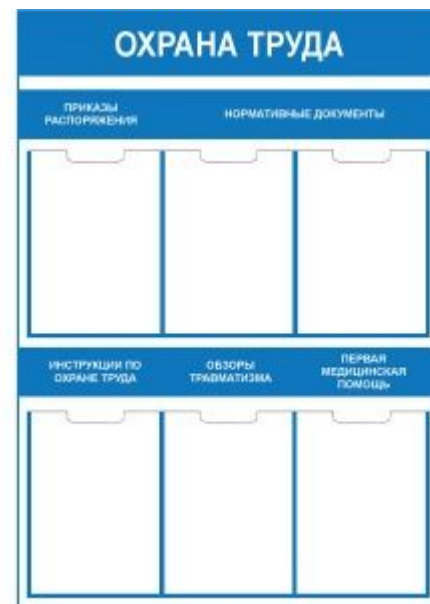 ОХРАНА ТРУДА
ПРИКАЗЫ
РАСПОРЯЖЕНИЯ
НОРМАТИВНЫЕ ДОКУМЕНТЫ
ИНСТРУКЦИИ ПО
ОХРАНЕ ТРУДА
ОБЗОРЫ
ТРАВМАТИЗМА
ПЕРВАЯ
МЕДИЦИНСКАЯ
ПОМОЩЬ